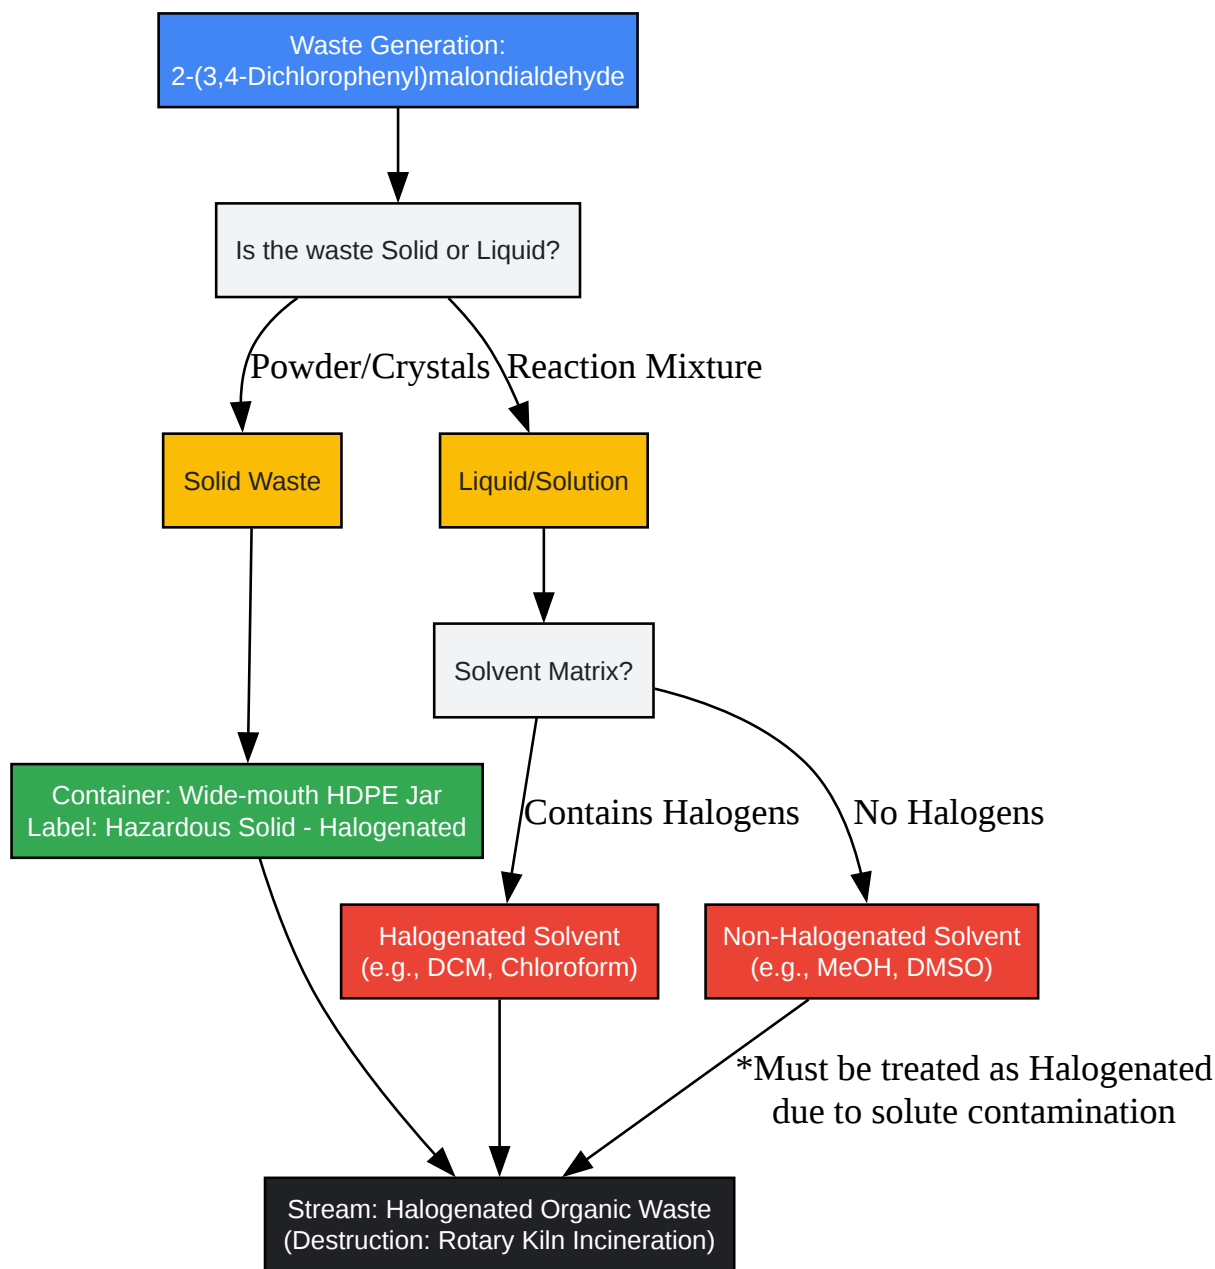 Waste Generation:
2-(3,4-Dichlorophenyl)malondialdehyde
Is the waste Solid or Liquid?
Powder/Crystals
Reaction Mixture
Solid Waste
Liquid/Solution
Solvent Matrix?
Container: Wide-mouth HDPE Jar
Label: Hazardous Solid - Halogenated
Contains Halogens
No Halogens
Halogenated Solvent
(e.g., DCM, Chloroform)
Non-Halogenated Solvent
(e.g., MeOH, DMSO)
*Must be treated as Halogenated
due to solute contamination
Stream: Halogenated Organic Waste
(Destruction: Rotary Kiln Incineration)